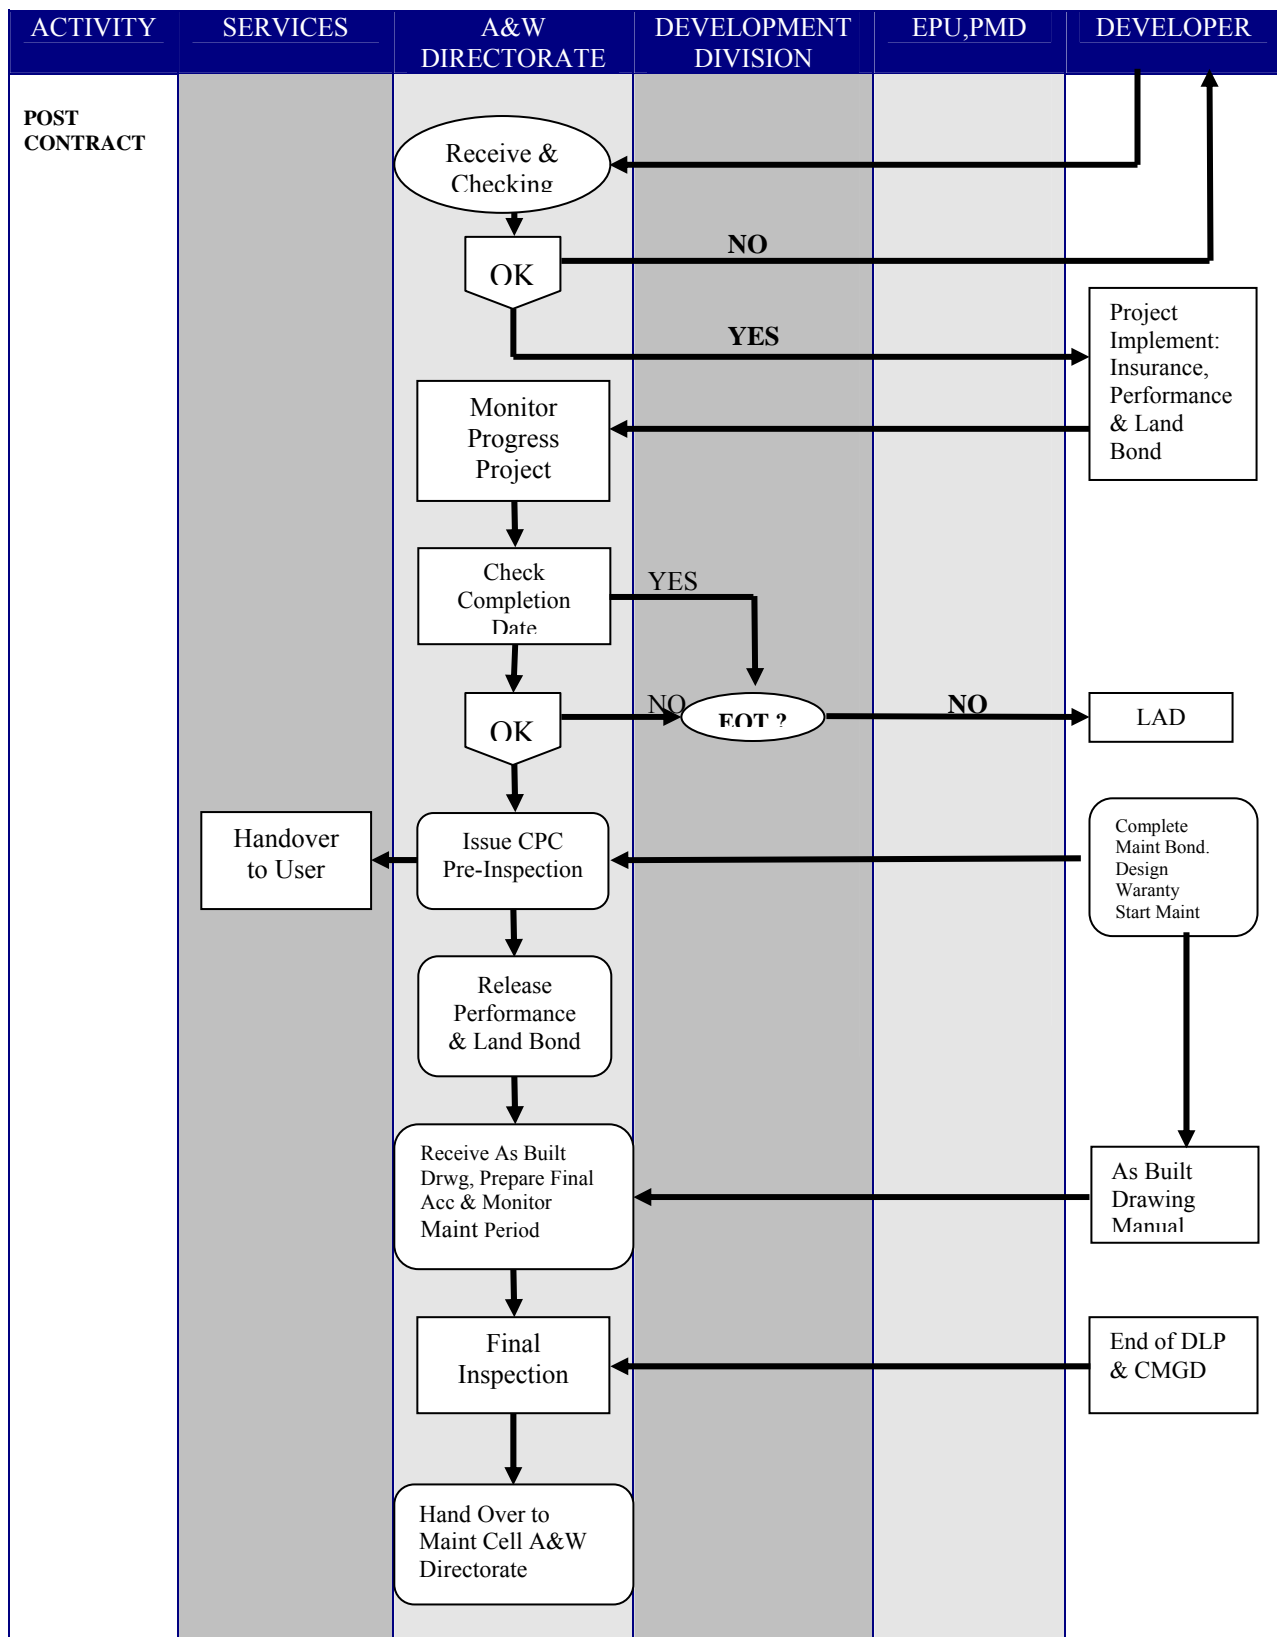 ACTIVITY
SERVICES
A&W
DIRECTORATE
DEVELOPMENT
DIVISION
EPU,PMD
DEVELOPER
POST
CONTRACT
Receive &
Checking
OK
NO
YES
Project
Implement:
Insurance,
Performance
& Land
Bond
Monitor
Progress
Project
Check
Completion
Date
YES
OK
NO
EOT ?
NO
LAD
Handover
to User
Issue CPC
Pre-Inspection
Complete
Maint Bond.
Design
Waranty
Start Maint
Release
Performance
& Land Bond
Receive As Built
Drwg, Prepare Final
Acc & Monitor
Maint Period
As Built
Drawing
Manual
Final
Inspection
End of DLP
& CMGD
Hand Over to
Maint Cell A&W
Directorate